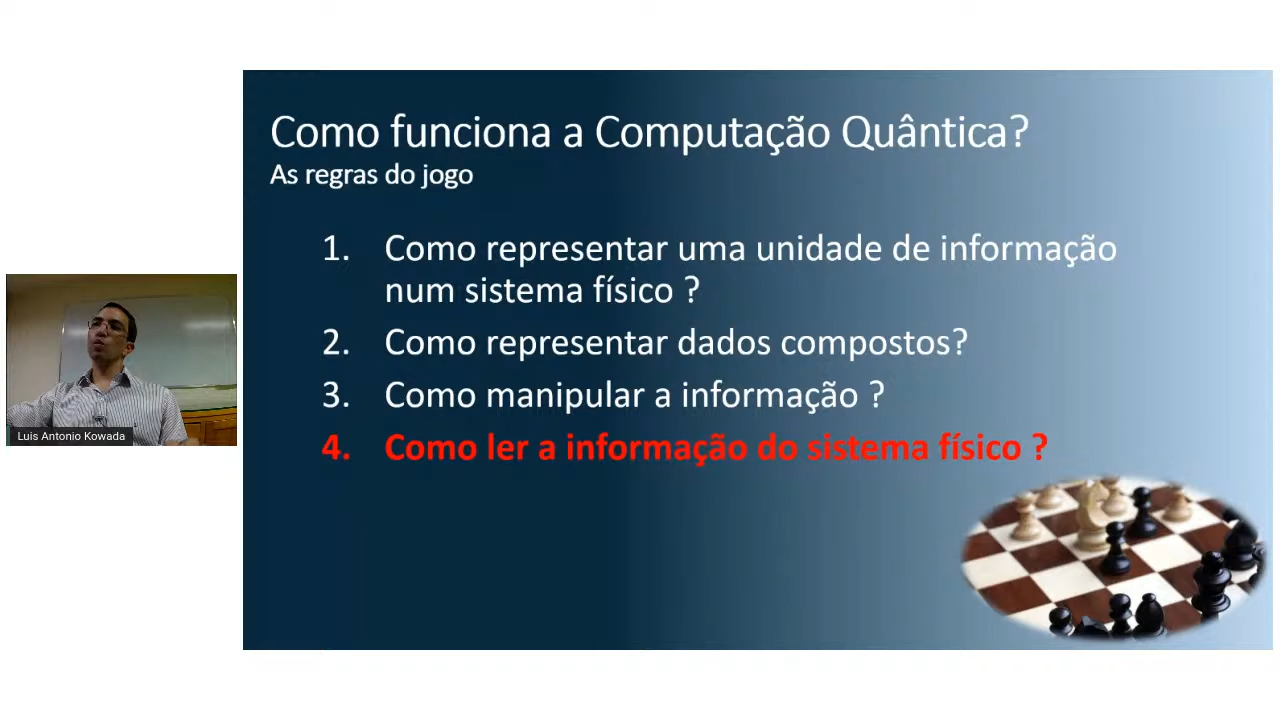 Como funciona a Computação Quântica?
As regras do jogo
1. Como representar uma unidade de informação
num sistema físico ?
2. Como representar dados compostos?
3. Como manipular a informação ?
4. Como ler a informação do sistema físico ?
Luis Antonio Kowada